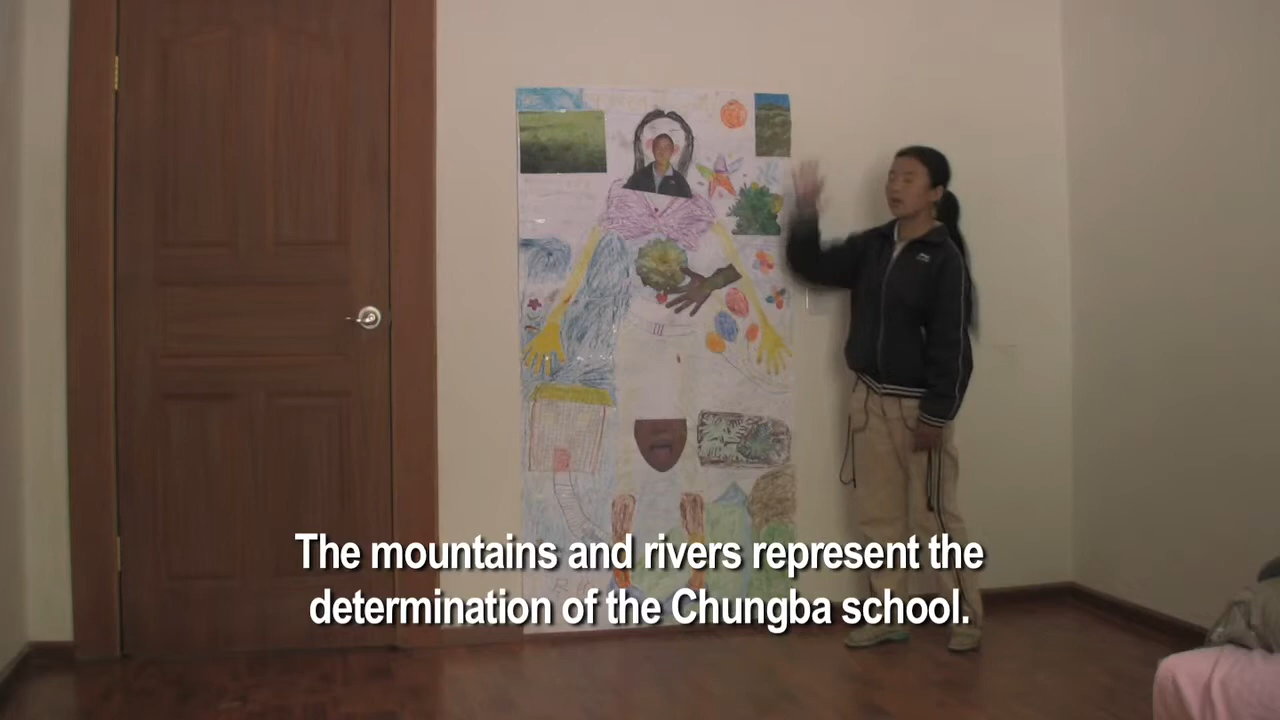 The mountains and rivers represent the
determination of the Chungba school.